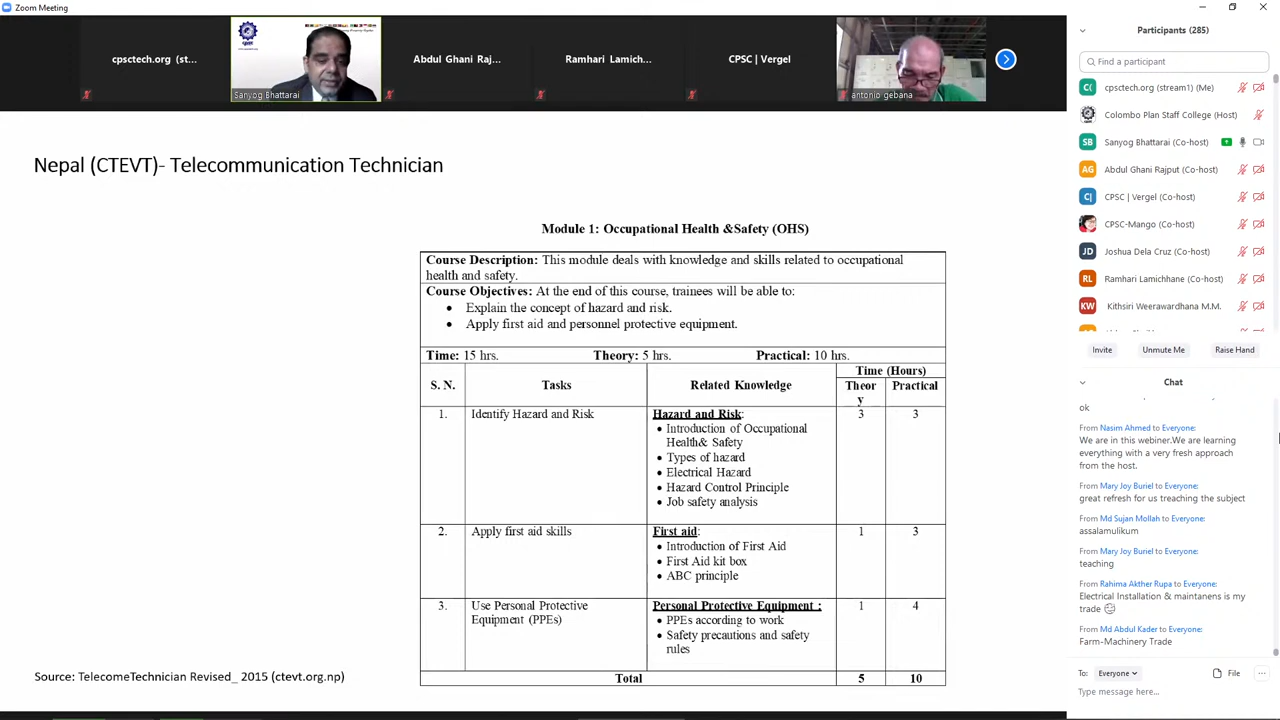 Zoom Meeting
cpsctech.org (st...
Abdul Ghani Raj...
Ramhari Lamich...
CPSC | Vergel
Sanyog Bhattarai
antonio gebana
Nepal (CTEVT)- Telecommunication Technician
Module 1: Occupational Health &Safety (OHS)
Course Description: This module deals with knowledge and skills related to occupational
health and safety.
Course Objectives: At the end of this course, trainees will be able to:
• Explain the concept of hazard and risk.
• Apply first aid and personnel protective equipment.
Time: 15 hrs. Theory: 5 hrs. Practical: 10 hrs.
S. N. Tasks Related Knowledge Time (Hours)
Theor
y
Practical
1. Identify Hazard and Risk Hazard and Risk: 3 3
• Introduction of Occupational
Health& Safety
• Types of hazard
• Electrical Hazard
• Hazard Control Principle
• Job safety analysis
2. Apply first aid skills First aid: 1 3
• Introduction of First Aid
• First Aid kit box
• ABC principle
3. Use Personal Protective
Equipment (PPEs)
Personal Protective Equipment : 1 4
• PPEs according to work
• Safety precautions and safety
rules
Total 5 10
Source: TelecomeTechnician Revised_ 2015 (ctevt.org.np)
Participants (285)
Find a participant
C( cpsctech.org (stream1) (Me)
Colombo Plan Staff College (Host)
SB Sanyog Bhattarai (Co-host)
AG Abdul Ghani Rajput (Co-host)
C| CPSC | Vergel (Co-host)
CPSC-Mango (Co-host)
JD Joshua Dela Cruz (Co-host)
RL Ramhari Lamichhane (Co-host)
KW Kithsiri Weerawardhana M.M.
Invite Unmute Me Raise Hand
Chat
ok
From Nasim Ahmed to Everyone:
We are in this webiner.We are learning
everything with a very fresh approach
from the host.
From Mary Joy Buriel to Everyone:
great refresh for us treaching the subject
From Md Sujan Mollah to Everyone:
assalamulikum
From Mary Joy Buriel to Everyone:
teaching
From Rahima Akther Rupa to Everyone:
Electrical Installation & maintanens is my
trade
From Md Abdul Kader to Everyone:
Farm-Machinery Trade
To: Everyone File ...
Type message here...